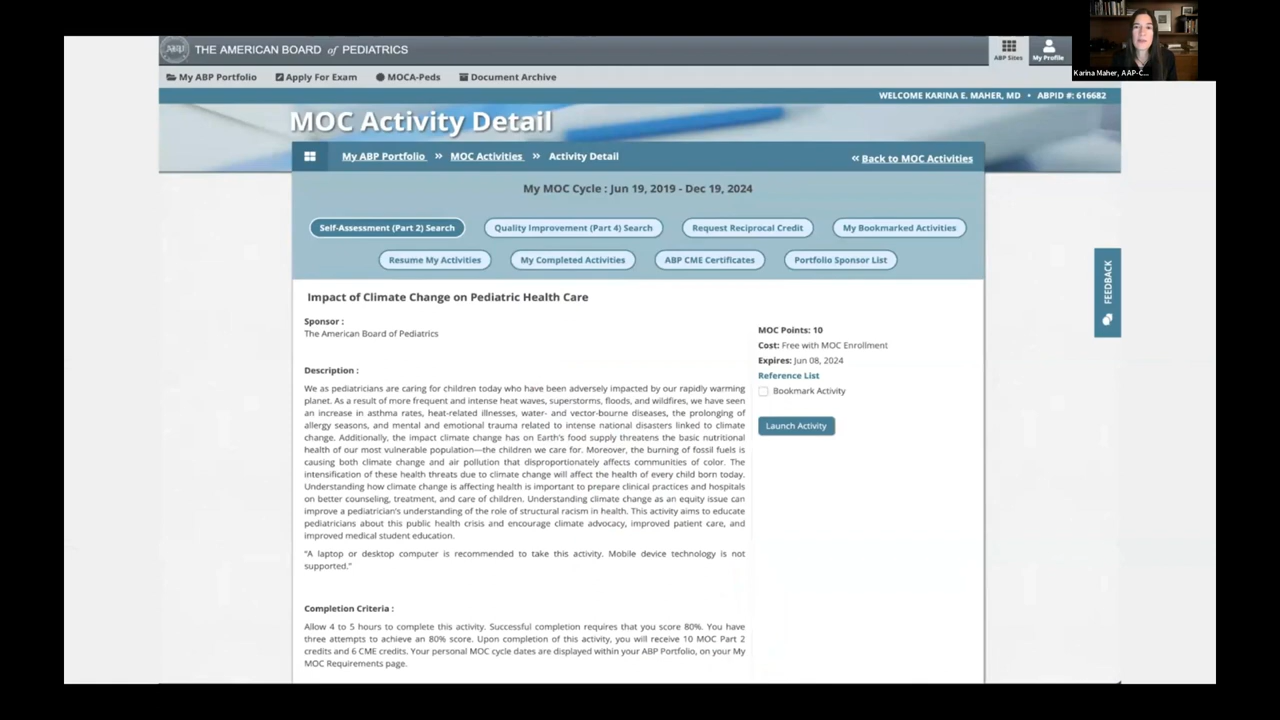 THE AMERICAN BOARD of PEDIATRICS
ABP Sites
My Profile
Karina Maher, AAP-C...
My ABP Portfolio
Apply For Exam
MOCA-Peds
Document Archive
WELCOME KARINA E. MAHER, MD • ABPID #: 616682
MOC Activity Detail
My ABP Portfolio » MOC Activities » Activity Detail
« Back to MOC Activities
My MOC Cycle : Jun 19, 2019 - Dec 19, 2024
Self-Assessment (Part 2) Search
Quality Improvement (Part 4) Search
Request Reciprocal Credit
My Bookmarked Activities
Resume My Activities
My Completed Activities
ABP CME Certificates
Portfolio Sponsor List
FEEDBACK
Impact of Climate Change on Pediatric Health Care
Sponsor :
The American Board of Pediatrics
Description :
We as pediatricians are caring for children today who have been adversely impacted by our rapidly warming
planet. As a result of more frequent and intense heat waves, superstorms, floods, and wildfires, we have seen
an increase in asthma rates, heat-related illnesses, water- and vector-bourne diseases, the prolonging of
allergy seasons, and mental and emotional trauma related to intense national disasters linked to climate
change. Additionally, the impact climate change has on Earth's food supply threatens the basic nutritional
health of our most vulnerable population—the children we care for. Moreover, the burning of fossil fuels is
causing both climate change and air pollution that disproportionately affects communities of color. The
intensification of these health threats due to climate change will affect the health of every child born today.
Understanding how climate change is affecting health is important to prepare clinical practices and hospitals
on better counseling, treatment, and care of children. Understanding climate change as an equity issue can
improve a pediatrician's understanding of the role of structural racism in health. This activity aims to educate
pediatricians about this public health crisis and encourage climate advocacy, improved patient care, and
improved medical student education.
"A laptop or desktop computer is recommended to take this activity. Mobile device technology is not
supported."
Completion Criteria :
Allow 4 to 5 hours to complete this activity. Successful completion requires that you score 80%. You have
three attempts to achieve an 80% score. Upon completion of this activity, you will receive 10 MOC Part 2
credits and 6 CME credits. Your personal MOC cycle dates are displayed within your ABP Portfolio, on your My
MOC Requirements page.
MOC Points: 10
Cost: Free with MOC Enrollment
Expires: Jun 08, 2024
Reference List
Bookmark Activity
Launch Activity